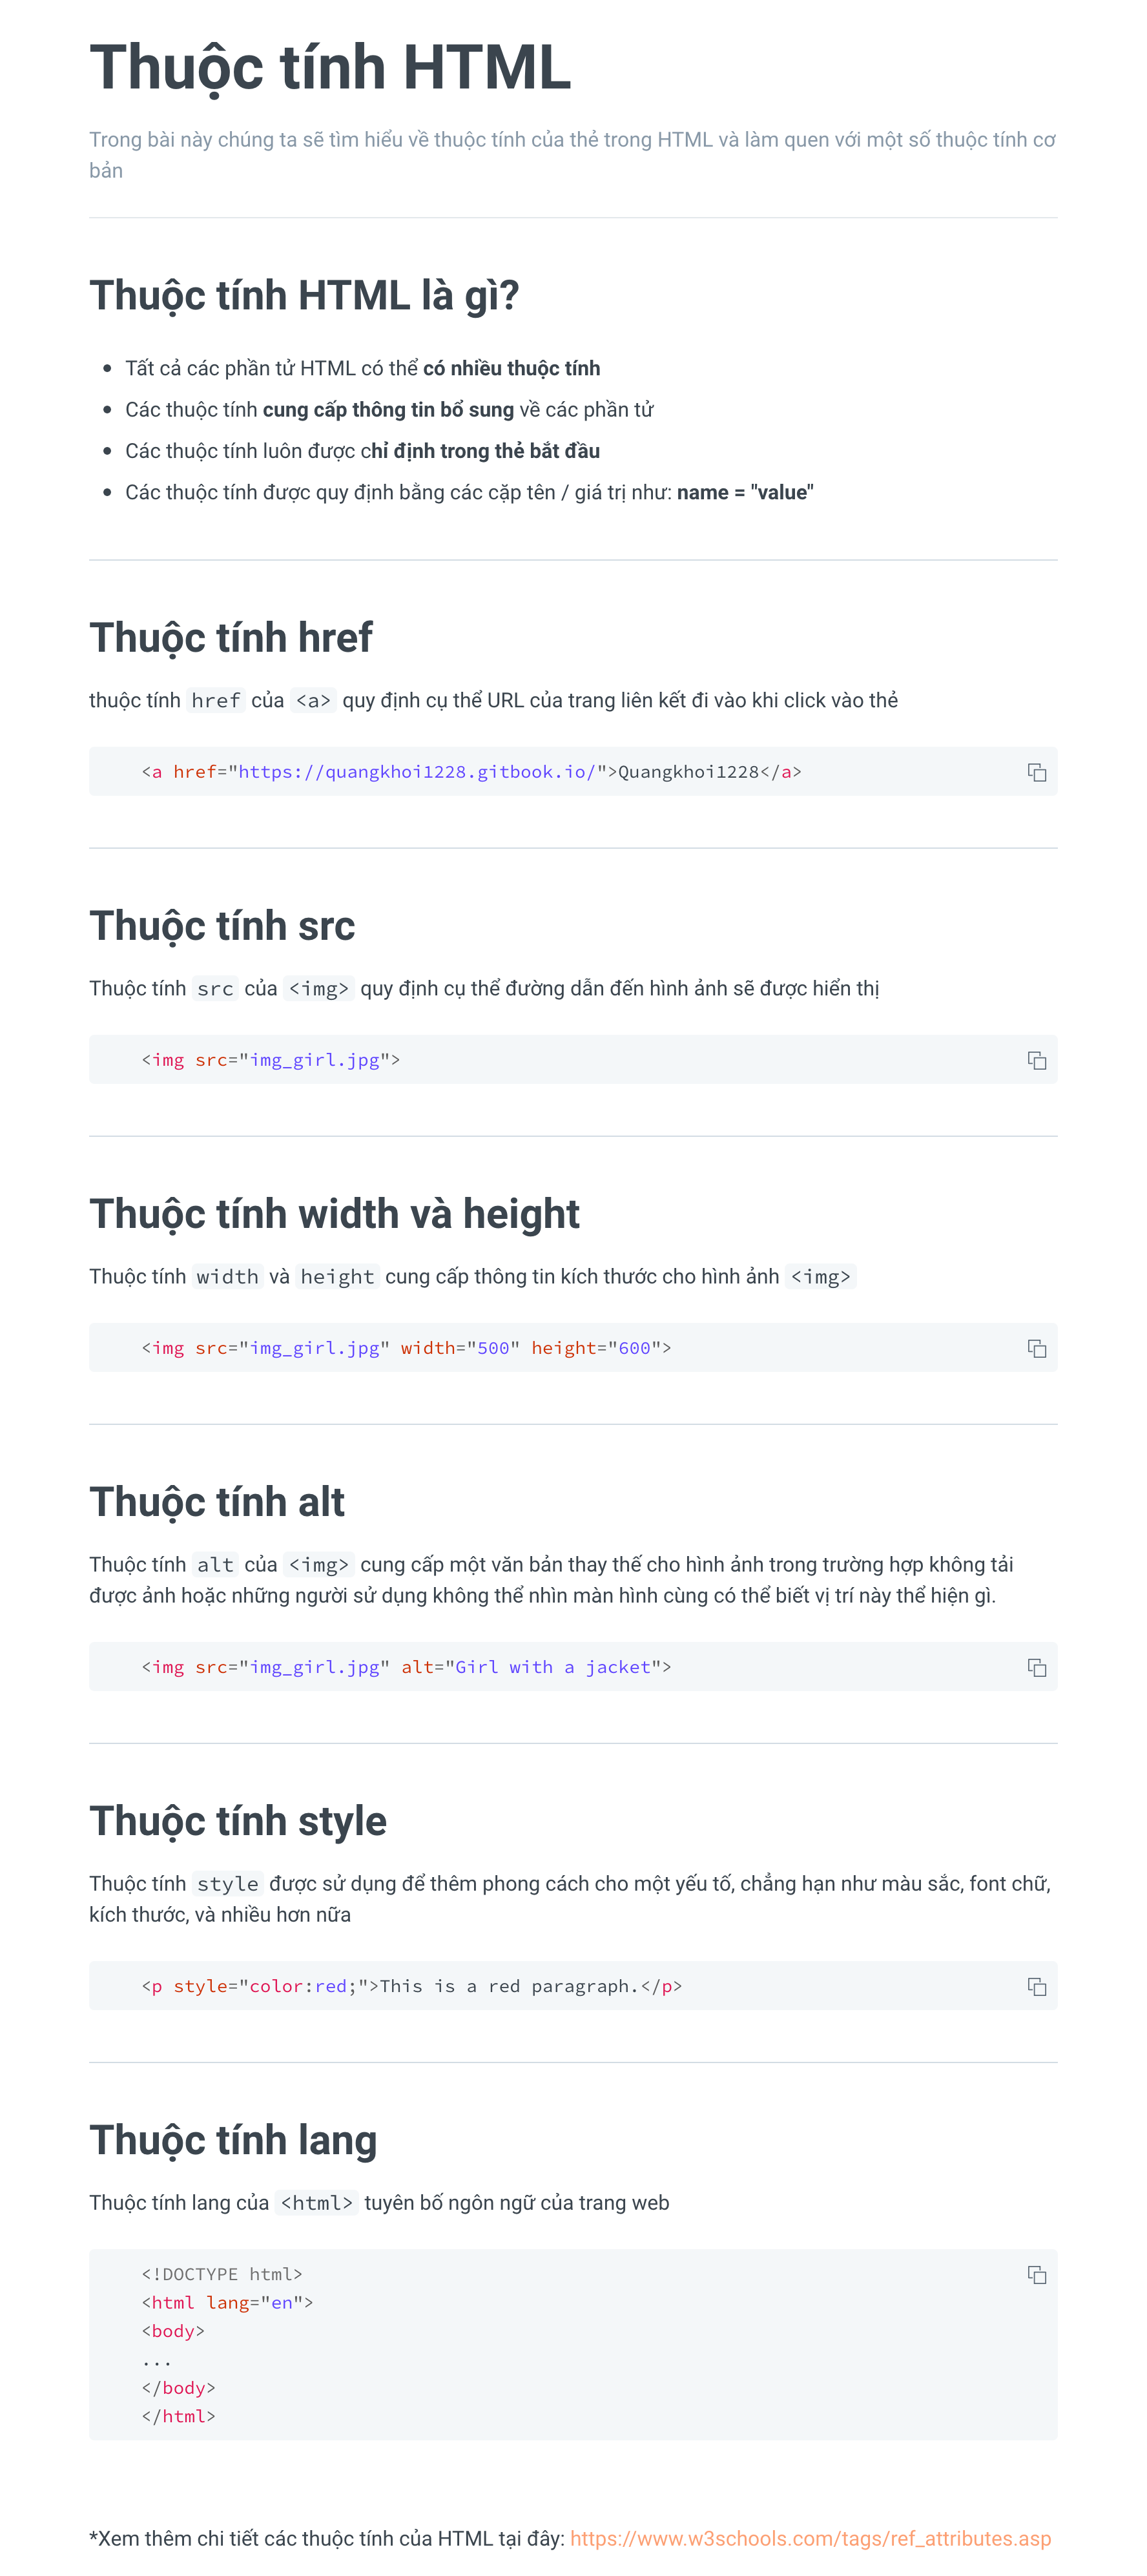 Thuộc tính HTML
Trong bài này chúng ta sẽ tìm hiểu về thuộc tính của thẻ trong HTML và làm quen với một số thuộc tính cơ
bản
Thuộc tính HTML là gì?
Tất cả các phần tử HTML có thể có nhiều thuộc tính
Các thuộc tính cung cấp thông tin bổ sung về các phần tử
Các thuộc tính luôn được chỉ định trong thẻ bắt đầu
Các thuộc tính được quy định bằng các cặp tên / giá trị như: name = "value"
Thuộc tính href
thuộc tính href của <a> quy định cụ thể URL của trang liên kết đi vào khi click vào thẻ
<a href="https://quangkhoi1228.gitbook.io/">Quangkhoi1228</a>
Thuộc tính src
Thuộc tính src của <img> quy định cụ thể đường dẫn đến hình ảnh sẽ được hiển thị
<img src="img_girl.jpg">
Thuộc tính width và height
Thuộc tính width và height cung cấp thông tin kích thước cho hình ảnh <img>
<img src="img_girl.jpg" width="500" height="600">
Thuộc tính alt
Thuộc tính alt của <img> cung cấp một văn bản thay thế cho hình ảnh trong trường hợp không tải
được ảnh hoặc những người sử dụng không thể nhìn màn hình cùng có thể biết vị trí này thể hiện gì.
<img src="img_girl.jpg" alt="Girl with a jacket">
Thuộc tính style
Thuộc tính style được sử dụng để thêm phong cách cho một yếu tố, chẳng hạn như màu sắc, font chữ,
kích thước, và nhiều hơn nữa
<p style="color:red;">This is a red paragraph.</p>
Thuộc tính lang
Thuộc tính lang của <html> tuyên bố ngôn ngữ của trang web
<!DOCTYPE html>
<html lang="en">
<body>
...
</body>
</html>
*Xem thêm chi tiết các thuộc tính của HTML tại đây: https://www.w3schools.com/tags/ref_attributes.asp